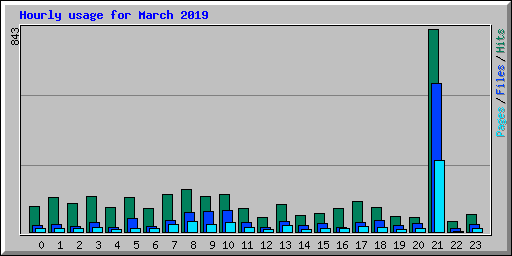 Hourly usage for March 2019
843
Pages/Files/Hits
0 1 2 3 4 5 6 7 8 9 10 11 12 13 14 15 16 17 18 19 20 21 22 23